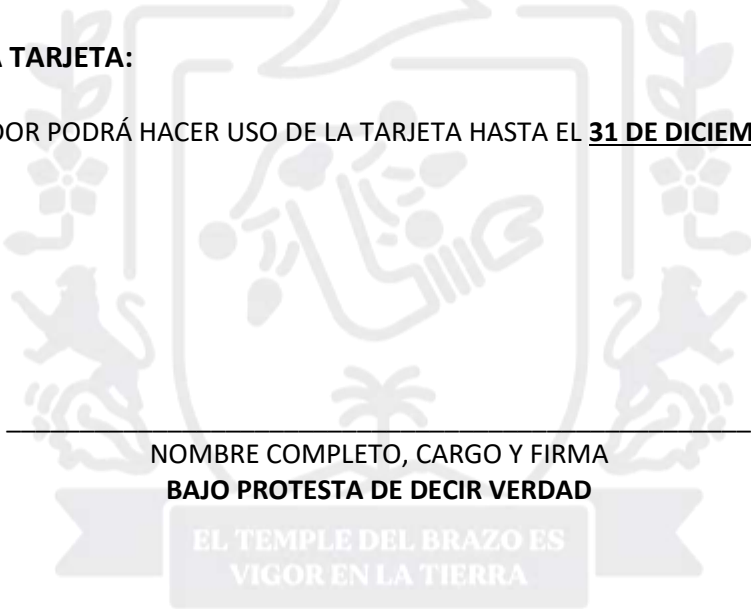 A TARJETA:
DOR PODRÁ HACER USO DE LA TARJETA HASTA EL 31 DE DICIEM
NOMBRE COMPLETO, CARGO Y FIRMA
BAJO PROTESTA DE DECIR VERDAD
EL TEMPLE DEL BRAZO ES
VIGOR EN LA TIERRA